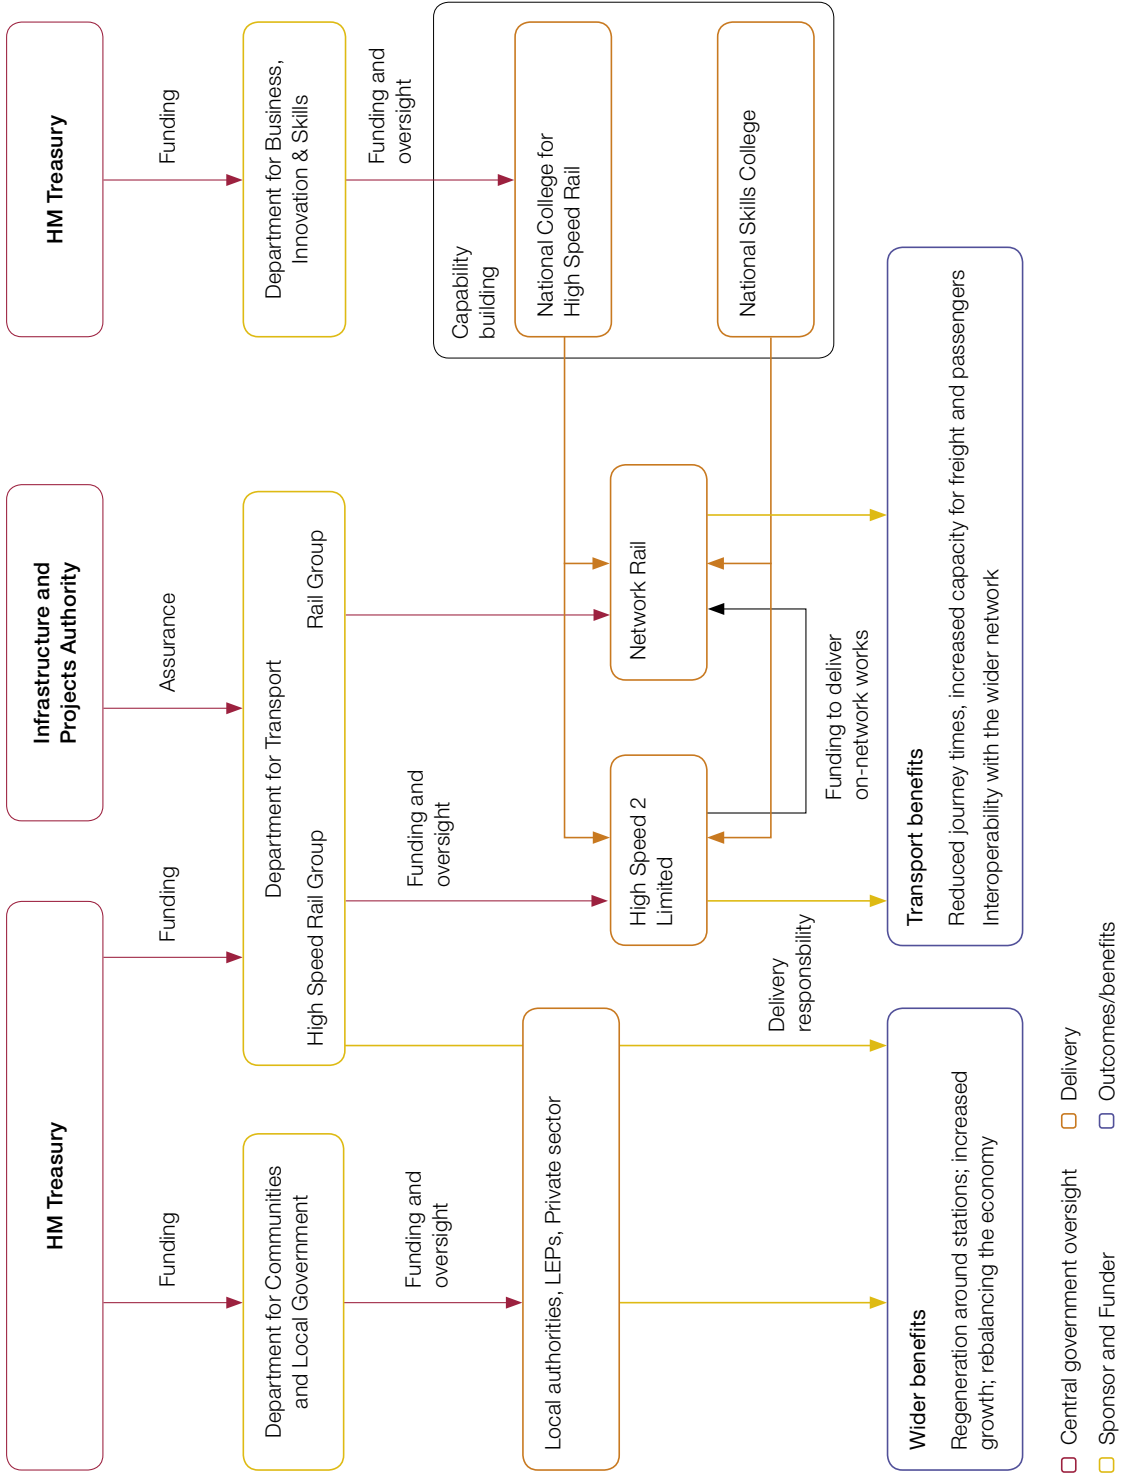 HM Treasury
Infrastructure and
Projects Authority
HM Treasury
Funding
Funding
Assurance
Funding
Department for Communities
and Local Government
Department for Transport
High Speed Rail Group
Rail Group
Department for Business,
Innovation & Skills
Funding and
oversight
Funding and
oversight
Funding and
oversight
Capability
building
Local authorities, LEPs, Private sector
High Speed 2
Limited
Network Rail
National College for
High Speed Rail
National Skills College
Delivery
responsbility
Funding to deliver
on-network works
Wider benefits
Regeneration around stations; increased
growth; rebalancing the economy
Transport benefits
Reduced journey times, increased capacity for freight and passengers
Interoperability with the wider network
Central government oversight
Delivery
Sponsor and Funder
Outcomes/benefits